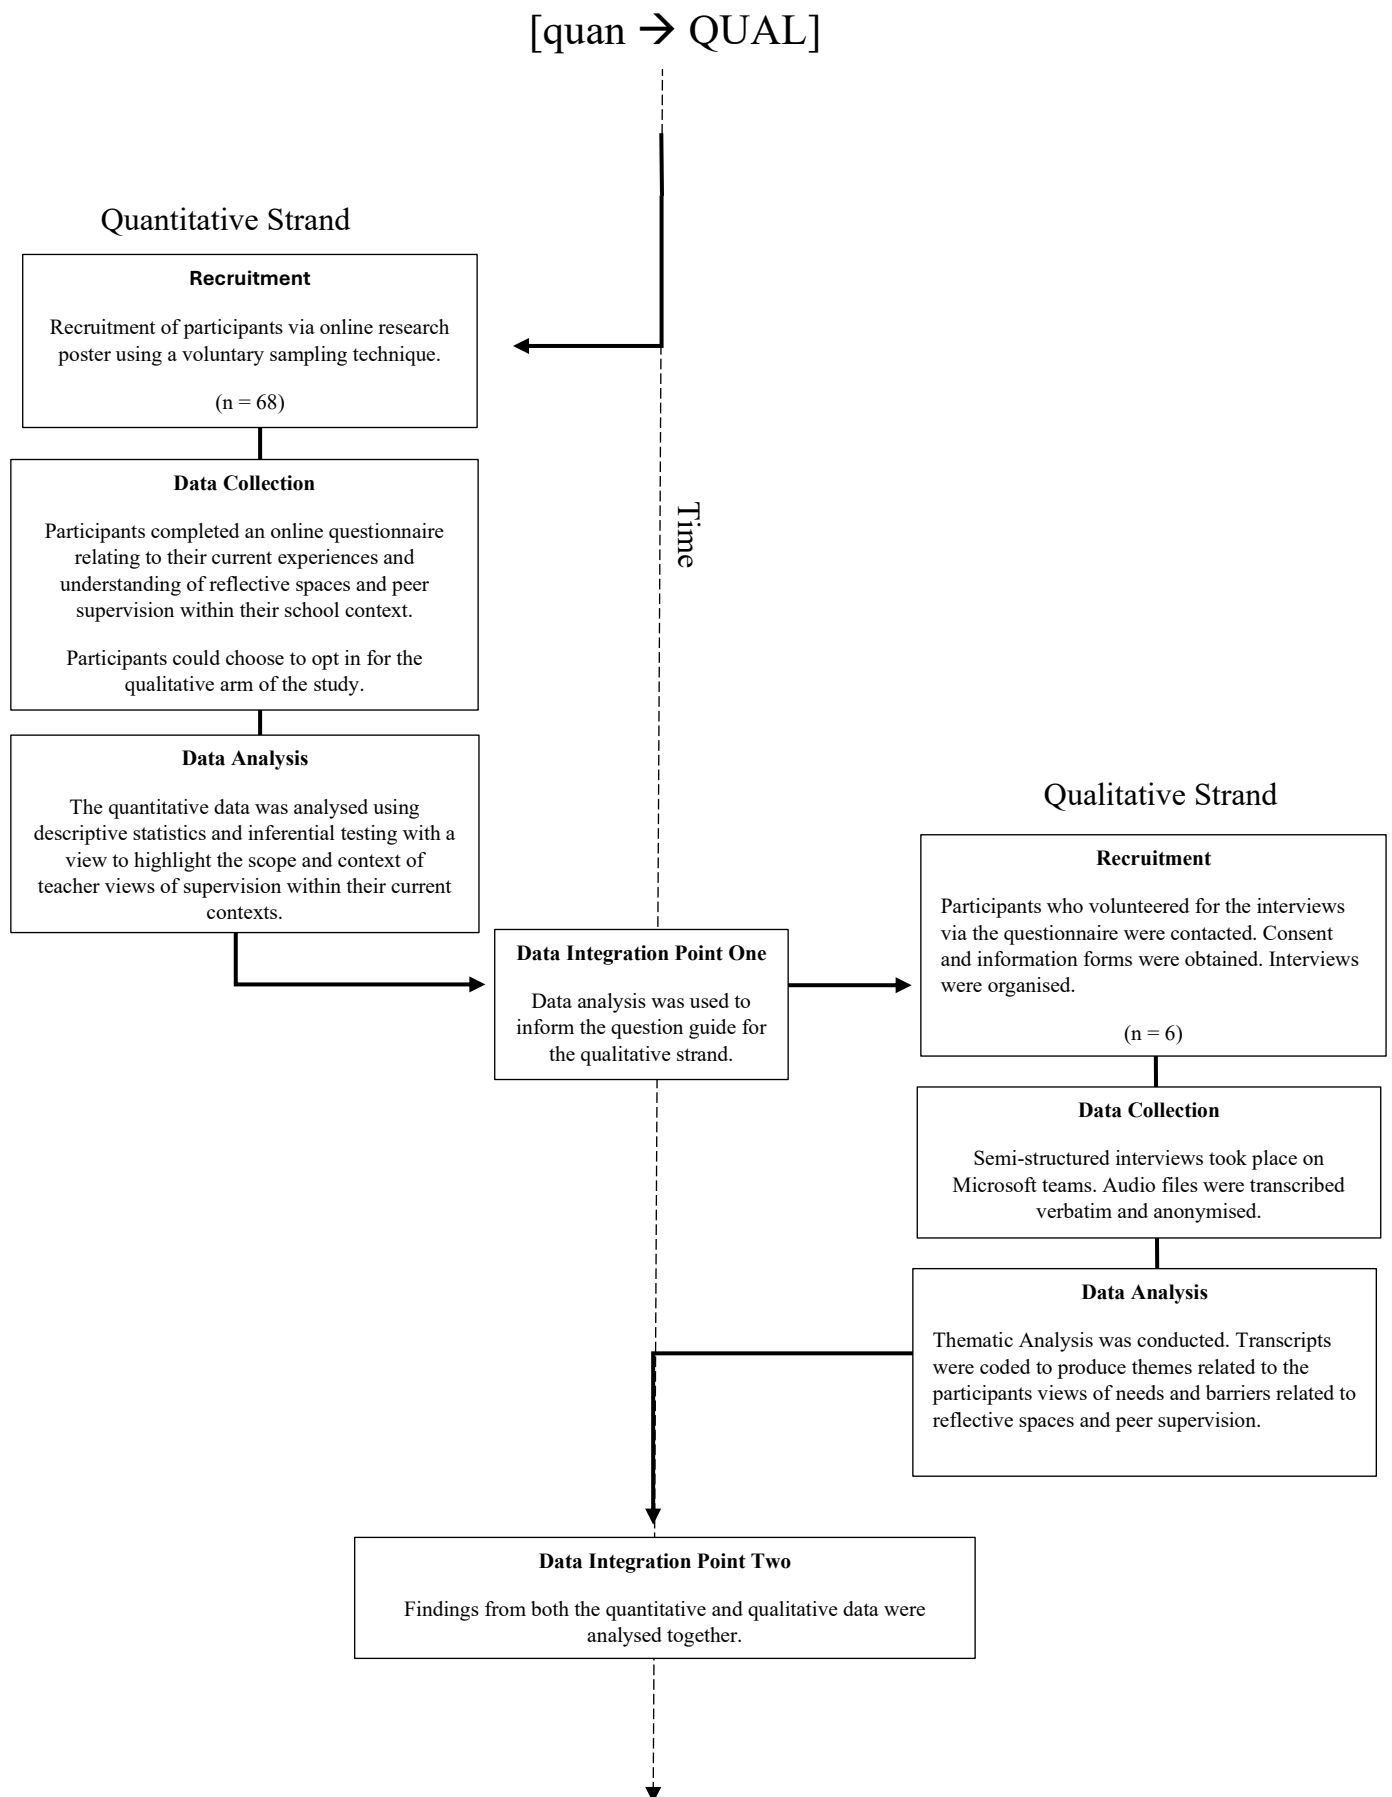 [quan → QUAL]
Quantitative Strand
Recruitment
Recruitment of participants via online research
poster using a voluntary sampling technique.
(n = 68)
Data Collection
Participants completed an online questionnaire
relating to their current experiences and
understanding of reflective spaces and peer
supervision within their school context.
Participants could choose to opt in for the
qualitative arm of the study.
Data Analysis
The quantitative data was analysed using
descriptive statistics and inferential testing with a
view to highlight the scope and context of
teacher views of supervision within their current
contexts.
Time
Data Integration Point One
Data analysis was used to
inform the question guide for
the qualitative strand.
Qualitative Strand
Recruitment
Participants who volunteered for the interviews
via the questionnaire were contacted. Consent
and information forms were obtained. Interviews
were organised.
(n = 6)
Data Collection
Semi-structured interviews took place on
Microsoft teams. Audio files were transcribed
verbatim and anonymised.
Data Analysis
Thematic Analysis was conducted. Transcripts
were coded to produce themes related to the
participants views of needs and barriers related to
reflective spaces and peer supervision.
Data Integration Point Two
Findings from both the quantitative and qualitative data were
analysed together.